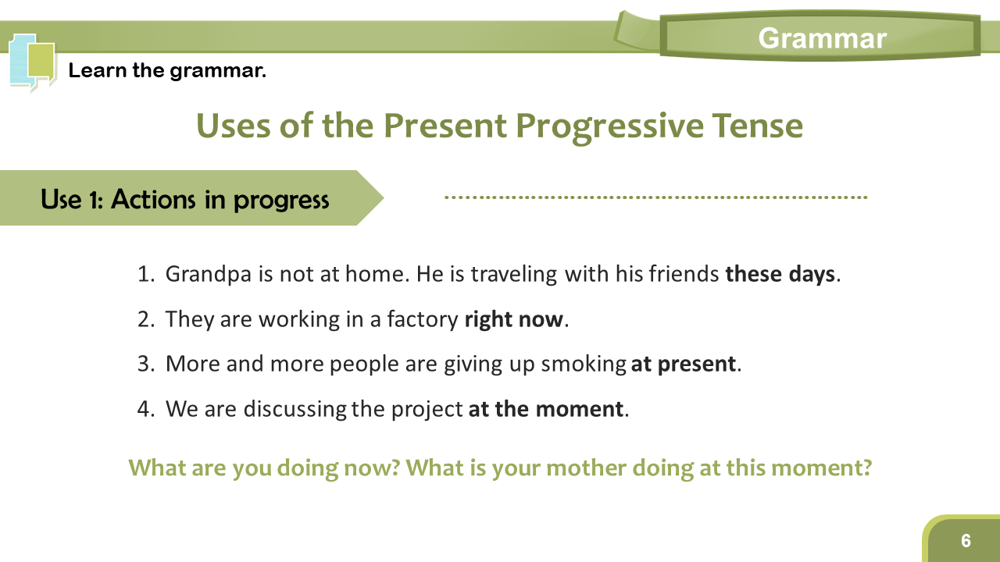 Grammar
Learn the grammar.
Uses of the Present Progressive Tense
Use 1: Actions in progress
1. Grandpa is not at home. He is traveling with his friends these days.
2. They are working in a factory right now.
3. More and more people are giving up smoking at present.
4. We are discussing the project at the moment.
What are you doing now? What is your mother doing at this moment?
6